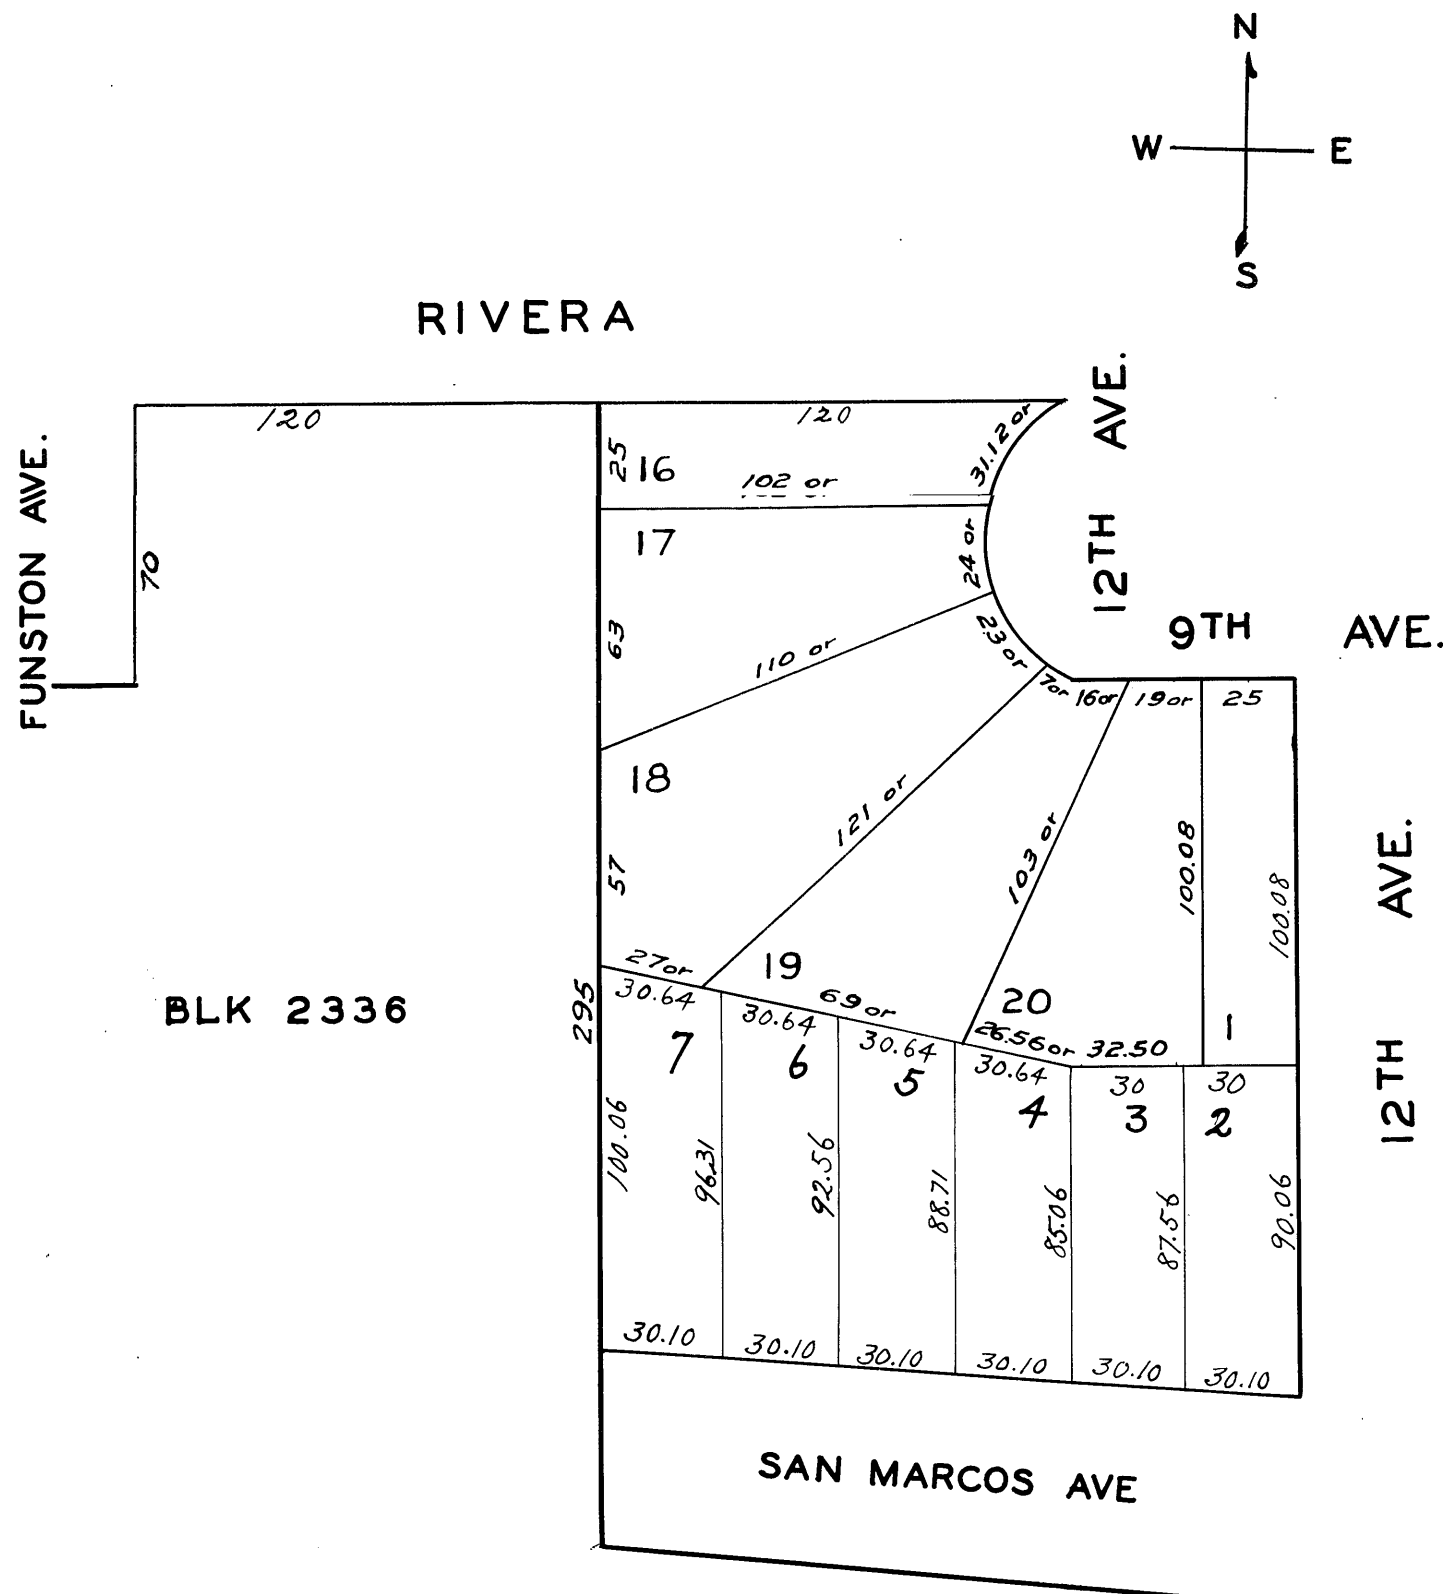 N
W E
S
RIVERA
AVE.
12TH
FUNSTON AVE.
120
120
70
25
16
102 or
31.12 or
17
24 or
63
110 or
23 or
9TH AVE.
7 or
16 or
19 or
25
18
121 or
103 or
100.08
100.08
57
AVE.
12TH
27 or
19
69 or
20
26.56 or
32.50
1
BLK 2336
295
30.64
30.64
30.64
30.64
30
30
7
6
5
4
3
2
100.06
96.31
92.56
88.71
85.06
87.56
90.06
30.10
30.10
30.10
30.10
30.10
30.10
SAN MARCOS AVE